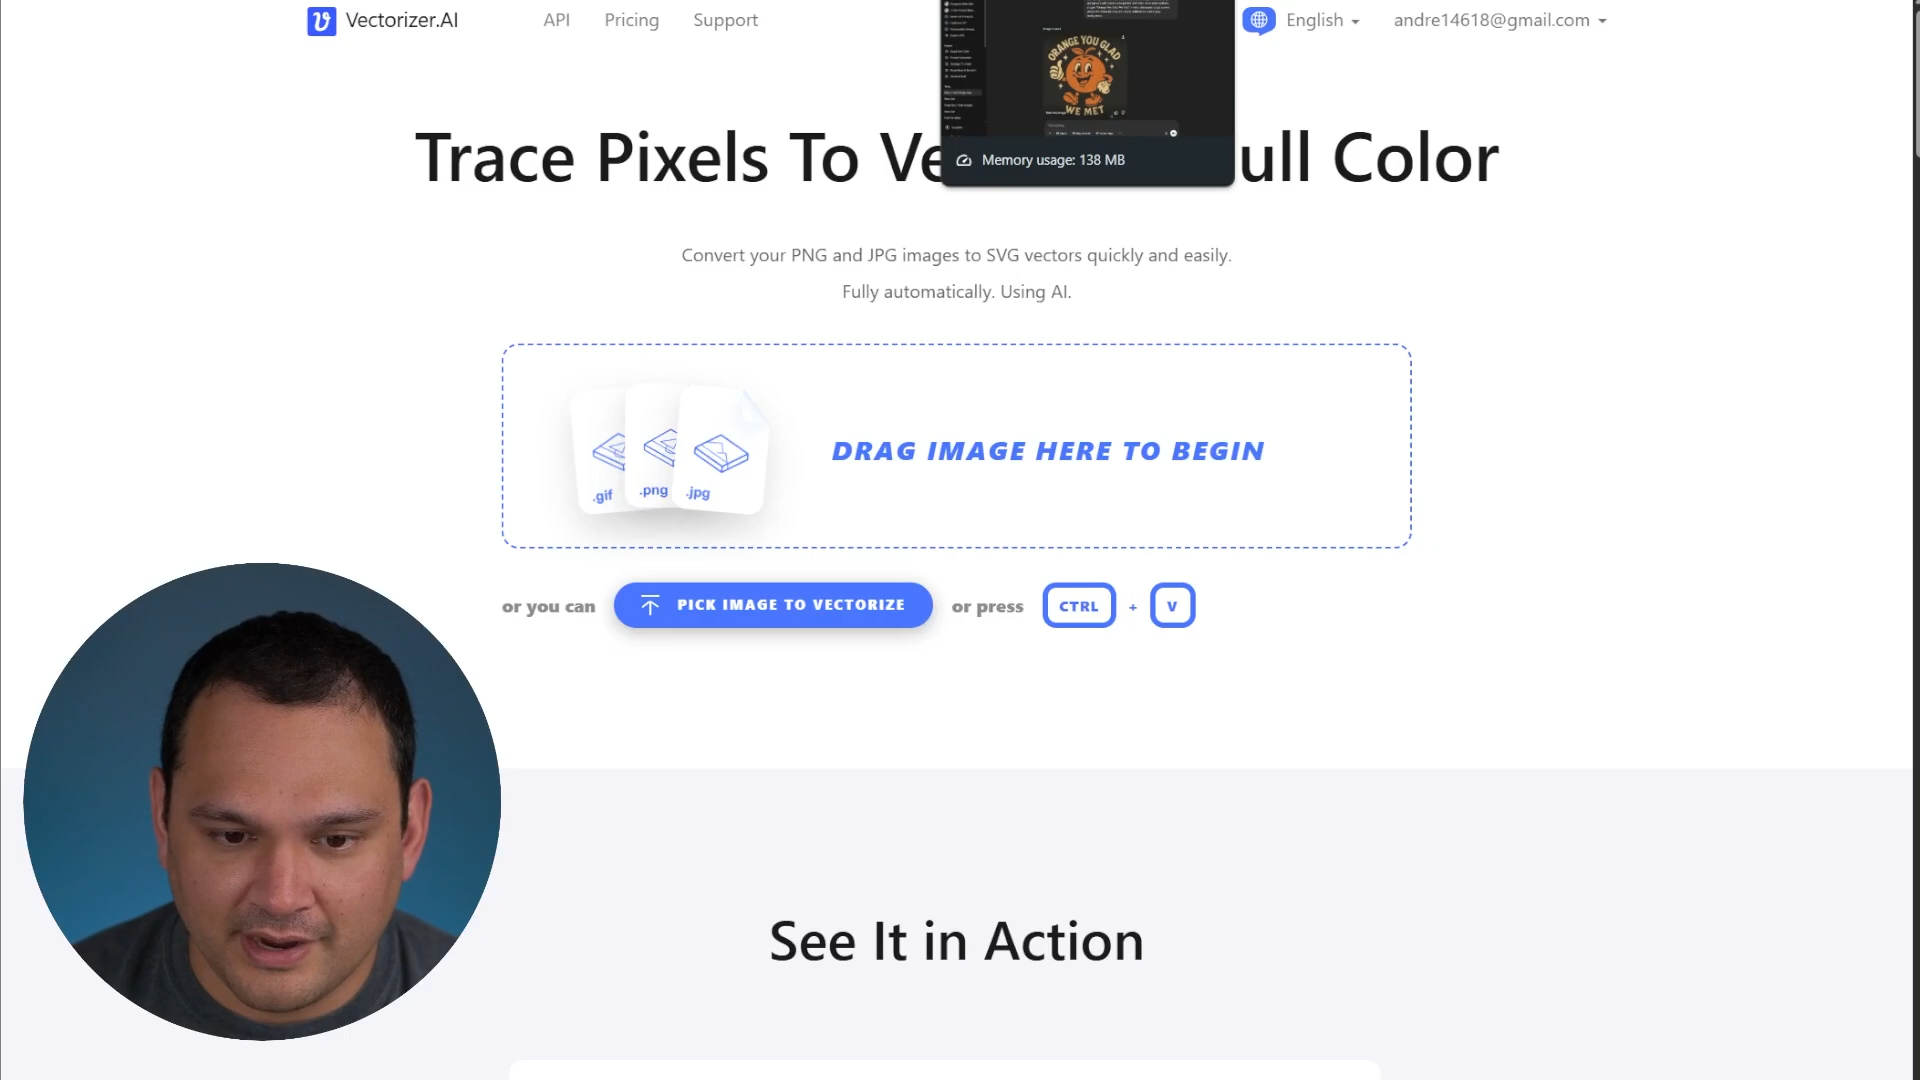 Vectorizer.AI
API
Pricing
Support
English
andre14618@gmail.com
ORANGE YOU GLAD
WE MET
Memory usage: 138 MB
Trace Pixels To Ve ull Color
Convert your PNG and JPG images to SVG vectors quickly and easily.
Fully automatically. Using AI.
.gif
.png
.jpg
DRAG IMAGE HERE TO BEGIN
or you can
PICK IMAGE TO VECTORIZE
or press
CTRL
+
V
See It in Action